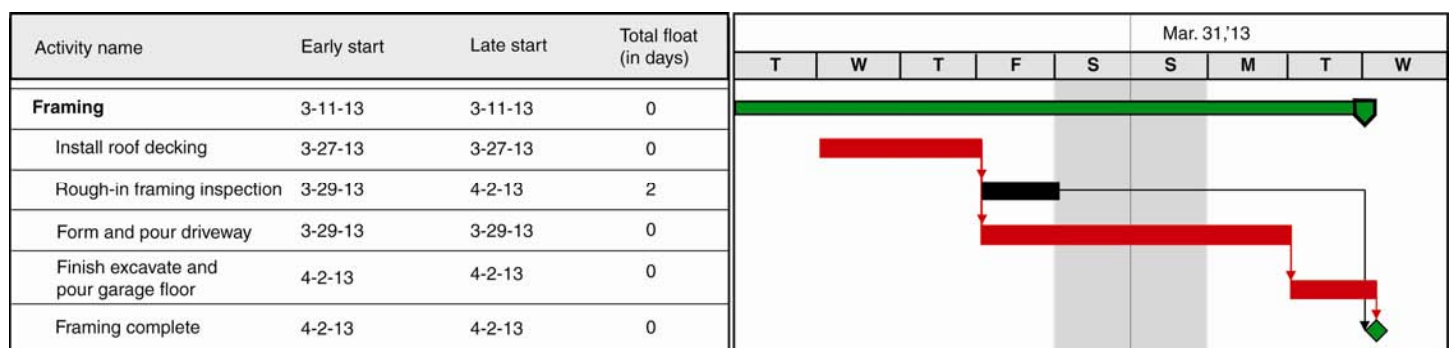 Activity name Early start Late start Total float
(in days)
Mar. 31,'13
T W T F S S M T W
Framing 3-11-13 3-11-13 0
Install roof decking 3-27-13 3-27-13 0
Rough-in framing inspection 3-29-13 4-2-13 2
Form and pour driveway 3-29-13 3-29-13 0
Finish excavate and
pour garage floor 4-2-13 4-2-13 0
Framing complete 4-2-13 4-2-13 0